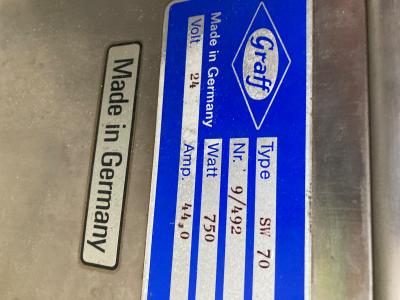 Graff
Type SW 70
Nr. 9/492
Made in Germany
Watt 750
Volt 24
Amp. 44,0
Made in Germany